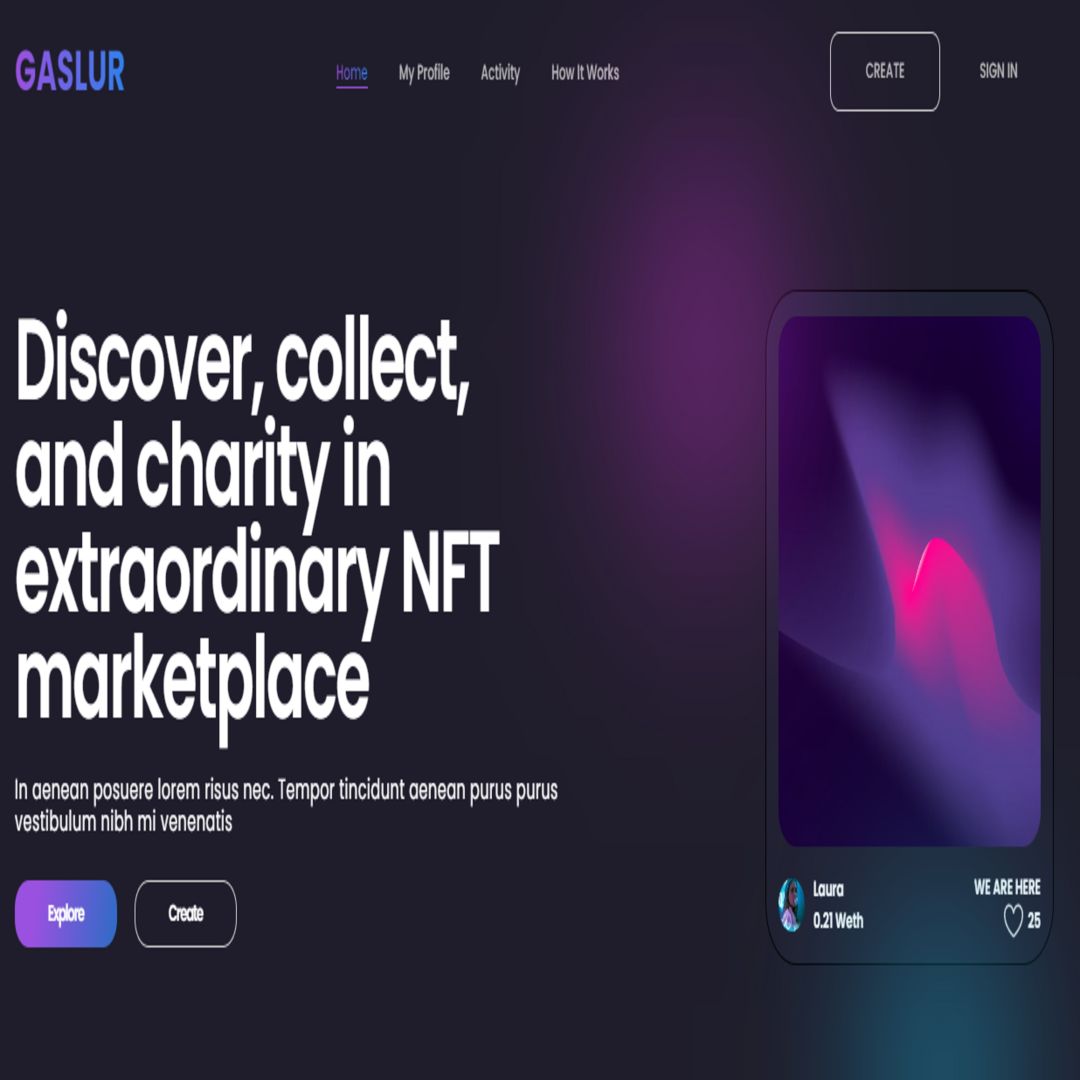 GASLUR
Home My Profile Activity How It Works
CREATE SIGN IN
Discover, collect,
and charity in
extraordinary NFT
marketplace
In aenean posuere lorem risus nec. Tempor tincidunt aenean purus purus
vestibulum nibh mi venenatis
Explore Create
Laura WE ARE HERE
0.21 Weth 25